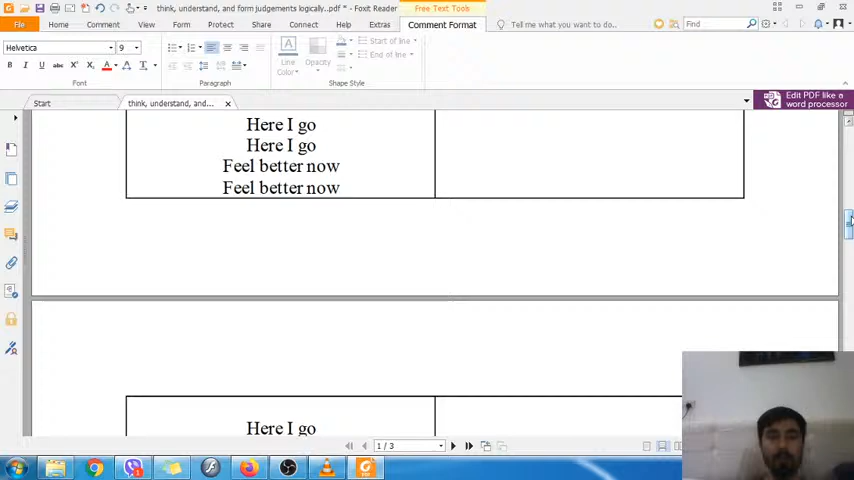 think, understand, and form judgements logically..pdf * - Foxit Reader
Free Text Tools
File
Home
Comment
View
Form
Protect
Share
Connect
Help
Extras
Comment Format
Tell me what you want to do..
Find
Helvetica
9
Start of line
End of line
Line
Color
Opacity
Font
Paragraph
Shape Style
Start
think, understand, and...
Edit PDF like a
word processor
Here I go
Here I go
Feel better now
Feel better now
Here I go
1 / 3